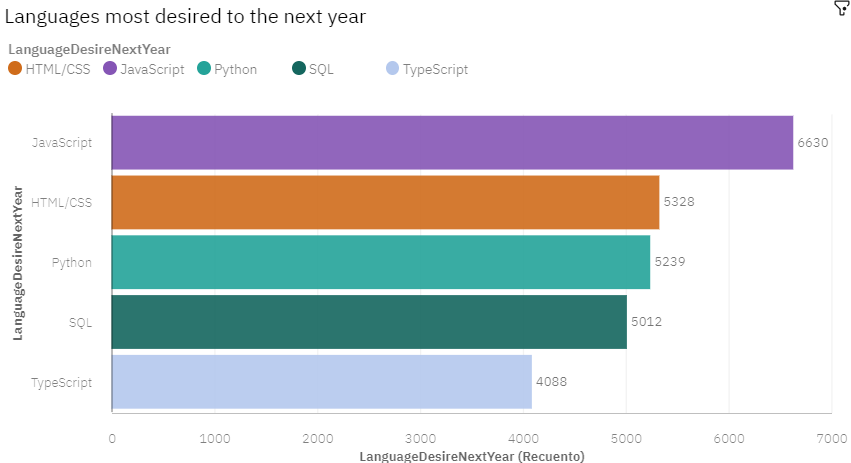 Languages most desired to the next year
LanguageDesireNextYear
HTML/CSS JavaScript Python SQL TypeScript
JavaScript 6630
HTML/CSS 5328
Python 5239
SQL 5012
TypeScript 4088
LanguageDesireNextYear
0 1000 2000 3000 4000 5000 6000 7000
LanguageDesireNextYear (Recuento)